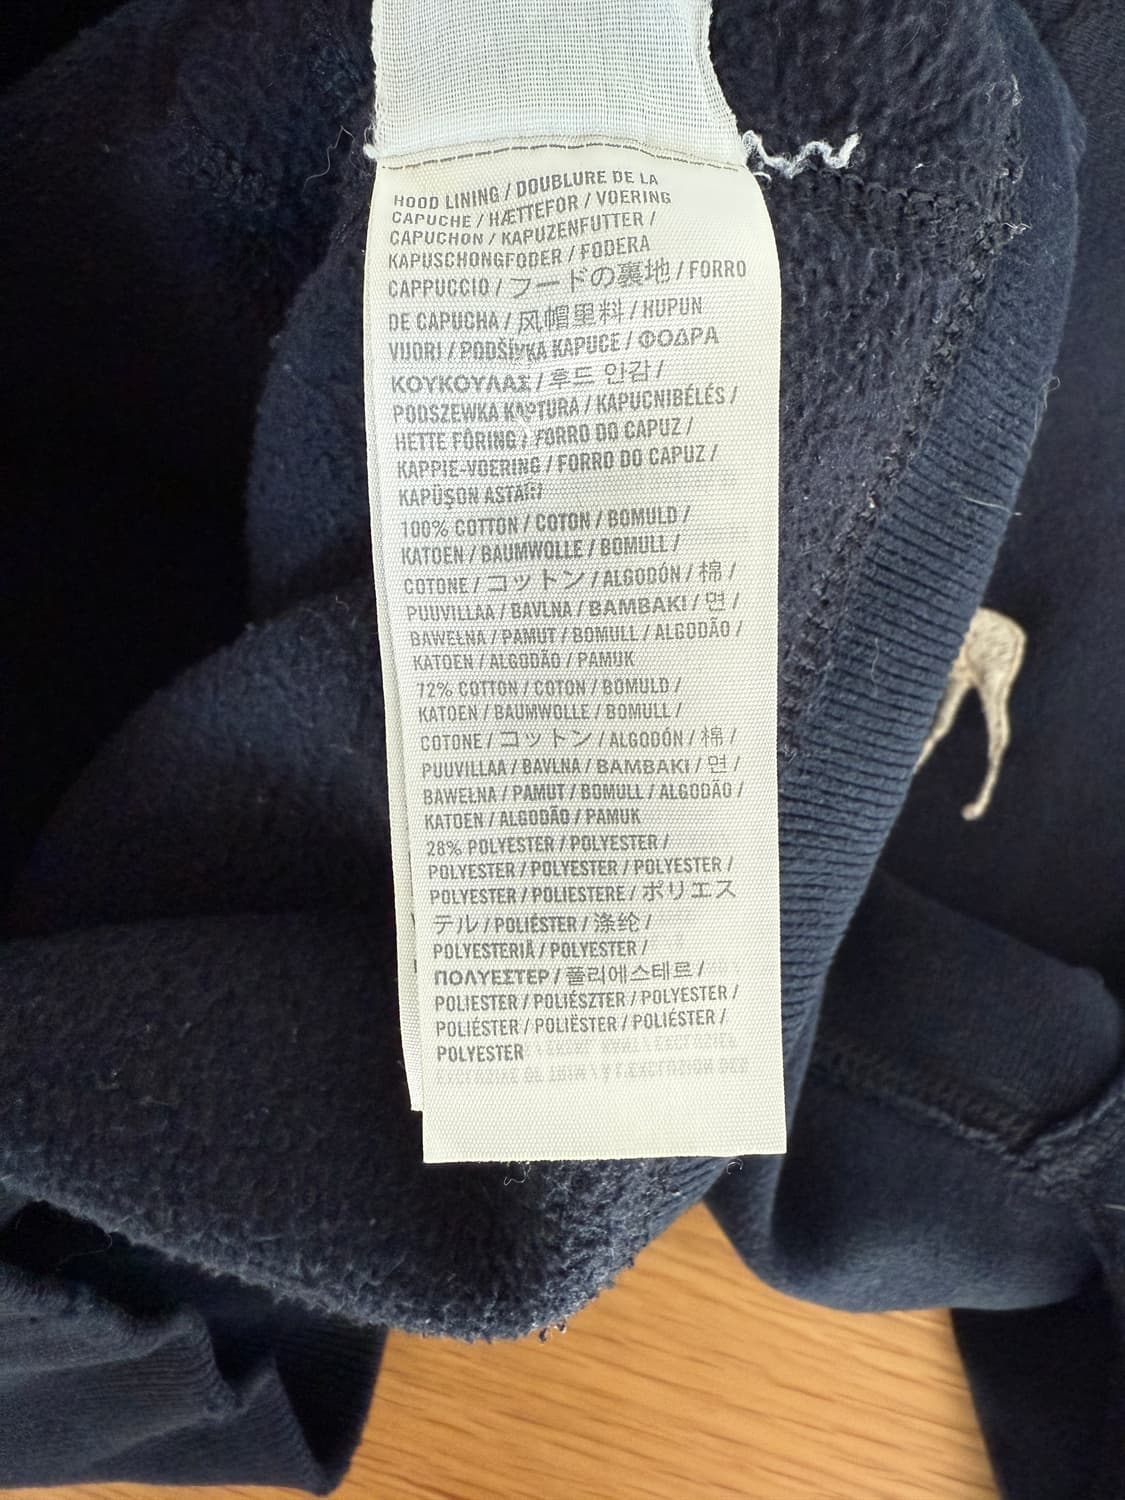 HOOD LINING / DOUBLURE DE LA
CAPUCHE / HÆTTEFOR / VOERING
CAPUCHON / KAPUZENFUTTER /
KAPUSCHONGFODER / FODERA
CAPPUCCIO / フードの裏地 / FORRO
DE CAPUCHA / 风帽里料 / HUPUN
VUORI / PODŠÍVKA KAPUCE / ΦΟΔΡΑ
ΚΟΥΚΟΥΛΑΣ / 후드 안감 /
PODSZEWKA KAPTURA / KAPUCNIBÉLÉS /
HETTE FÔRING / FORRO DO CAPUZ /
KAPPIE-VOERING / FORRO DO CAPUZ /
KAPÜŞON ASTARI
100% COTTON / COTON / BOMULD /
KATOEN / BAUMWOLLE / BOMULL /
COTONE / コットン / ALGODÓN / 棉 /
PUUVILLAA / BAVLNA / BAMBAKI / 면 /
BAWEŁNA / PAMUT / BOMULL / ALGODÃO /
KATOEN / ALGODÃO / PAMUK
72% COTTON / COTON / BOMULD /
KATOEN / BAUMWOLLE / BOMULL /
COTONE / コットン / ALGODÓN / 棉 /
PUUVILLAA / BAVLNA / BAMBAKI / 면 /
BAWEŁNA / PAMUT / BOMULL / ALGODÃO /
KATOEN / ALGODÃO / PAMUK
28% POLYESTER / POLYESTER /
POLYESTER / POLYESTER / POLYESTER /
POLYESTER / POLIESTERE / ポリエス
テル / POLIÉSTER / 涤纶 /
POLYESTERIÄ / POLYESTER /
ΠΟΛΥΕΣΤΕΡ / 폴리에스테르 /
POLIESTER / POLIÉSZTER / POLYESTER /
POLIÉSTER / POLIËSTER / POLIÉSTER /
POLYESTER